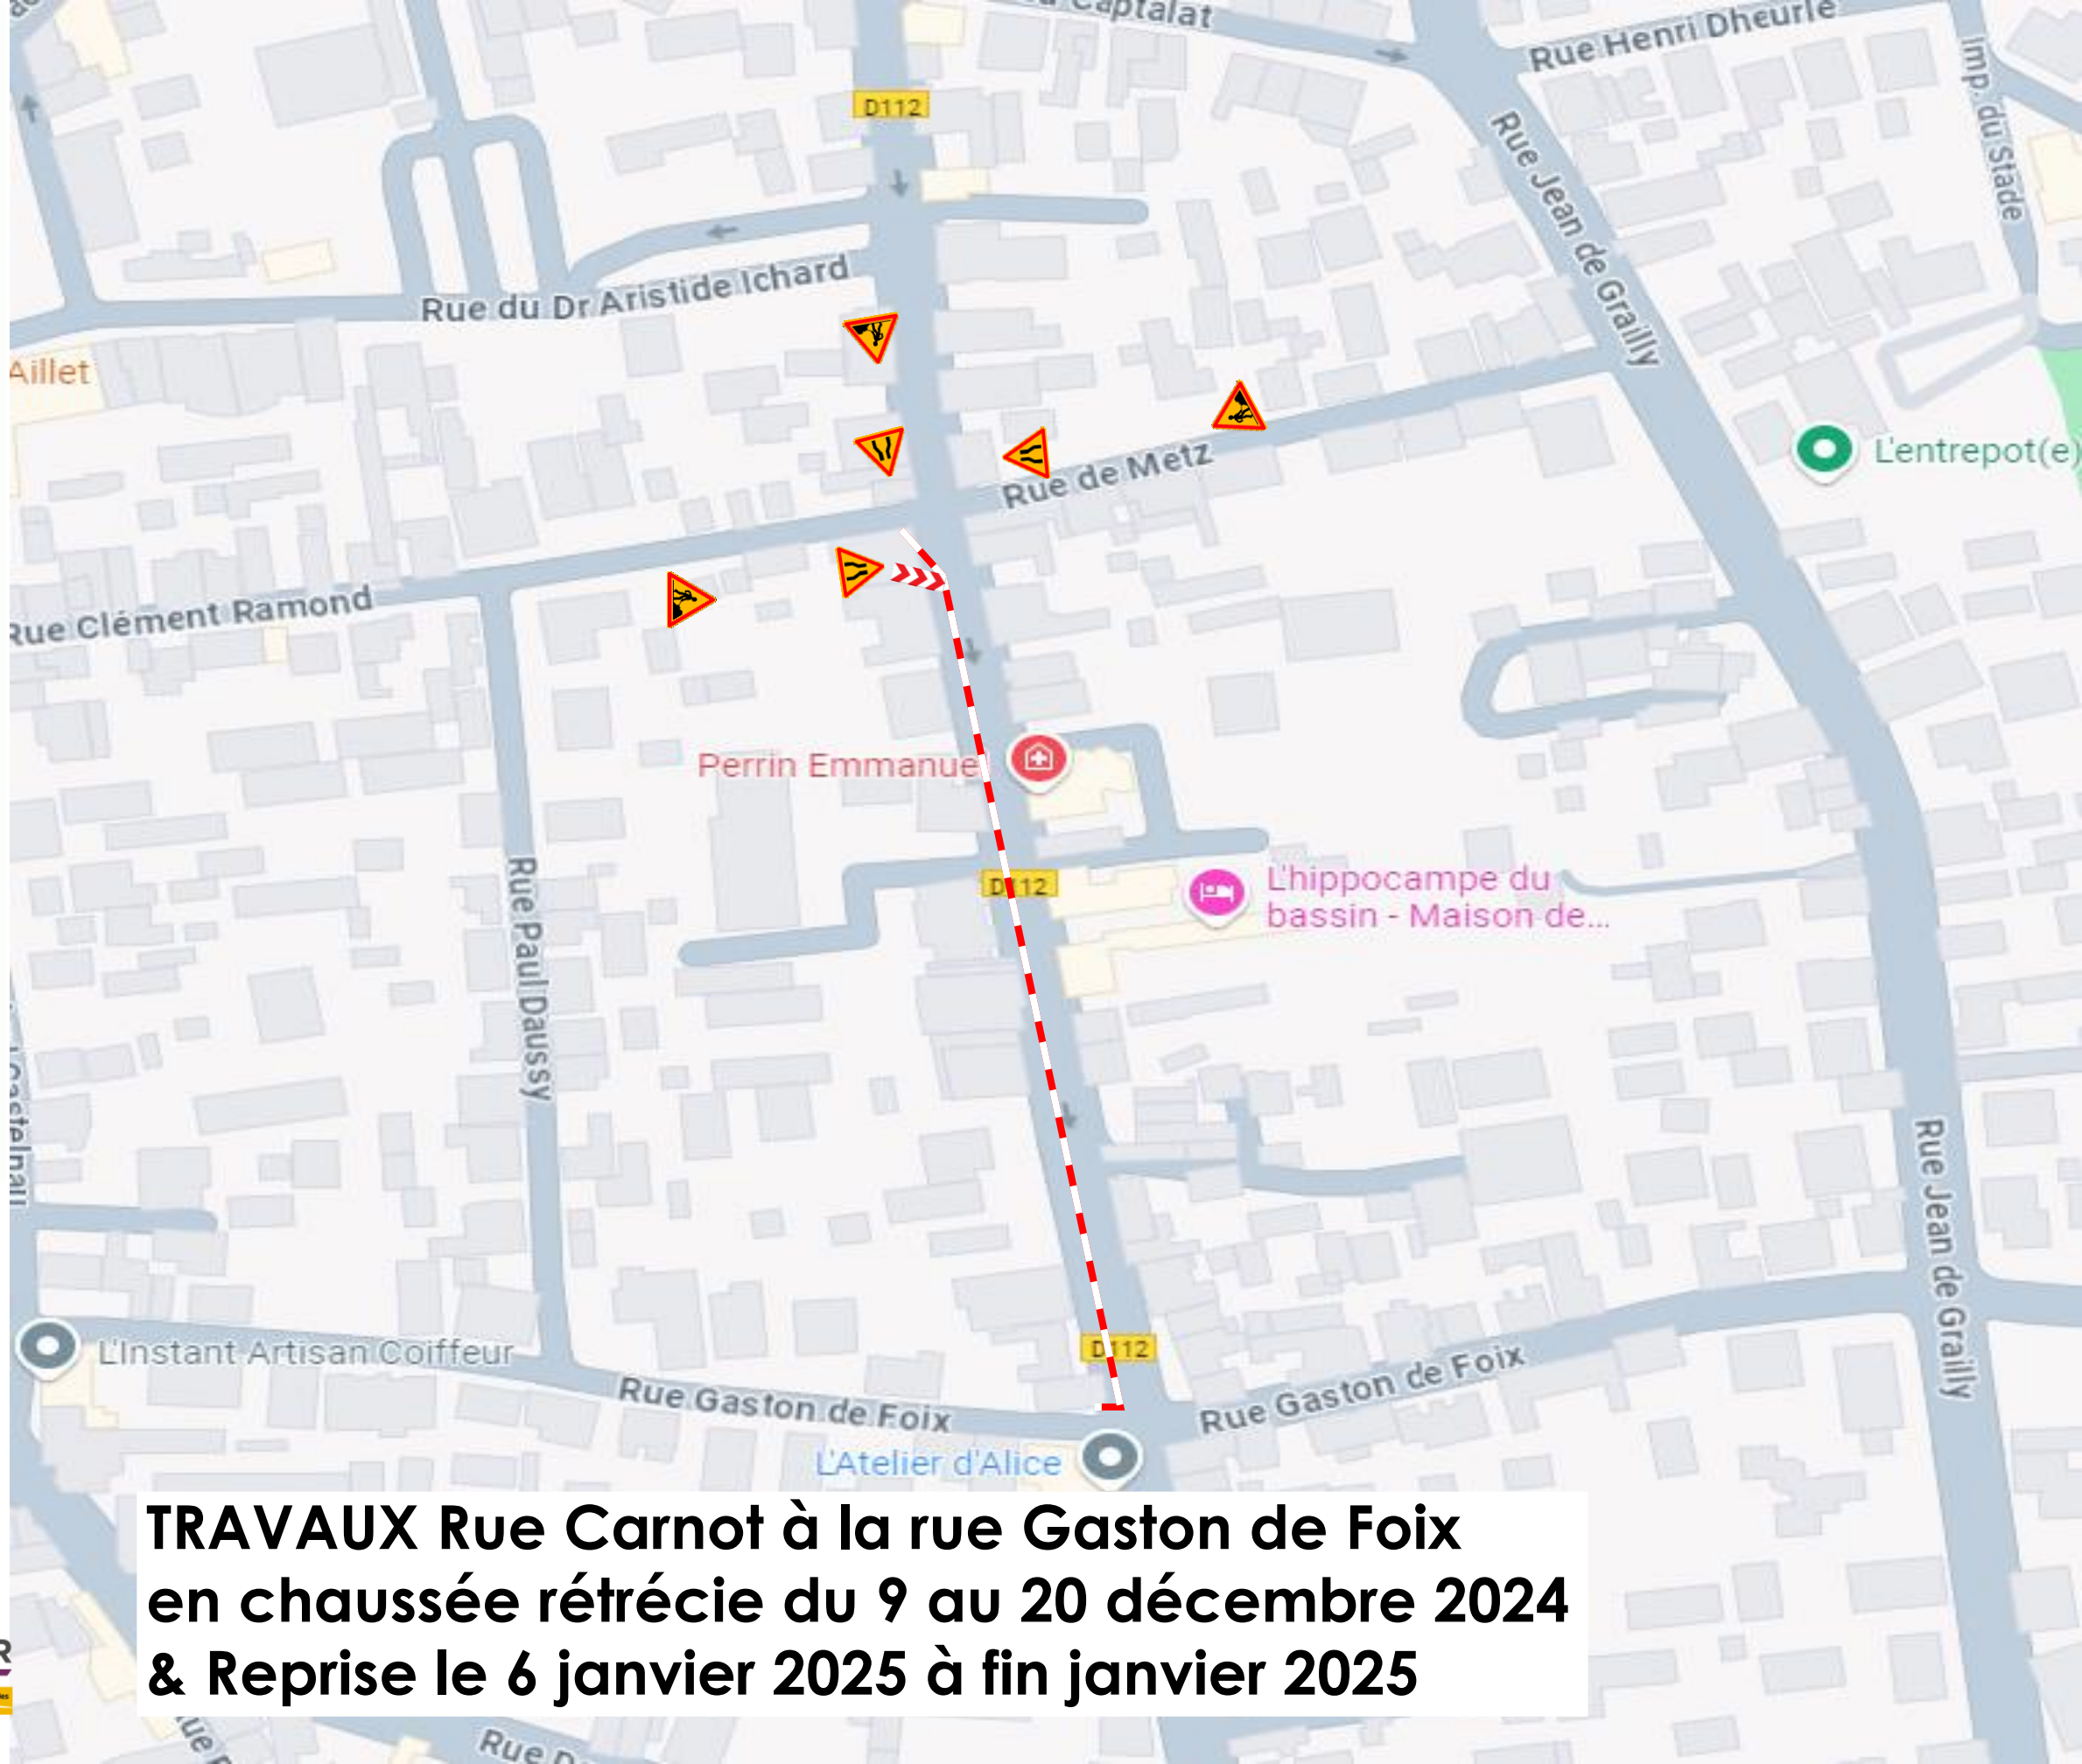 Captalat
Rue Henri Dheurle
Imp. du Stade
D112
Rue Jean de Grailly
Rue du Dr Aristide Ichard
Aillet
L'entrepot(e)
Rue de Metz
Rue Clément Ramond
Perrin Emmanue
D112
L'hippocampe du
bassin - Maison de...
Rue Paul Daussy
Rue Jean de Grailly
D112
L'Instant Artisan Coiffeur
Rue Gaston de Foix
Rue Gaston de Foix
L'Atelier d'Alice
TRAVAUX Rue Carnot à la rue Gaston de Foix
en chaussée rétrécie du 9 au 20 décembre 2024
& Reprise le 6 janvier 2025 à fin janvier 2025
R
Rue D